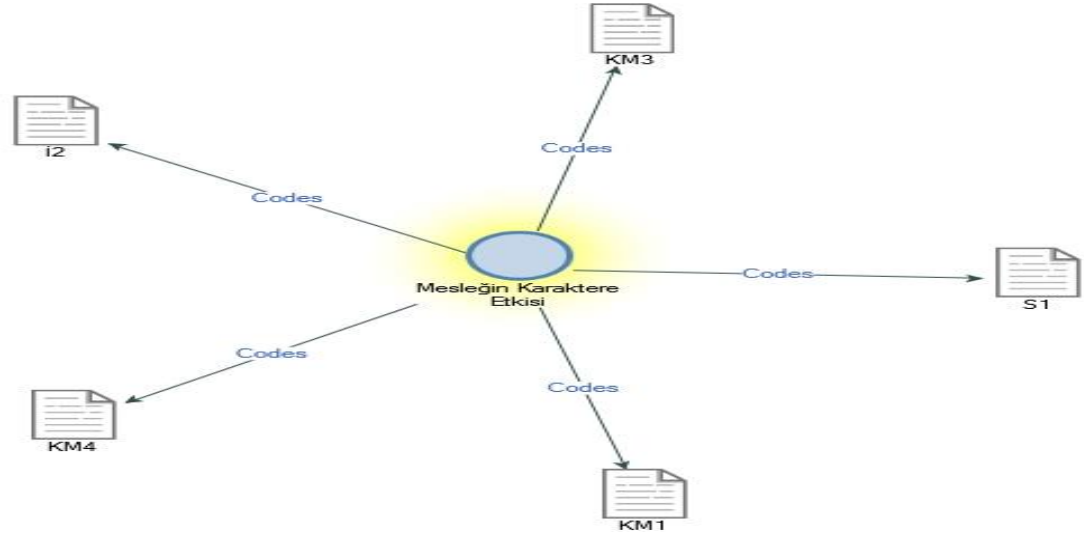 KM3
Codes
i2
Codes
Mesleğin Karaktere
Etkisi
Codes
S1
Codes
KM4
Codes
KM1